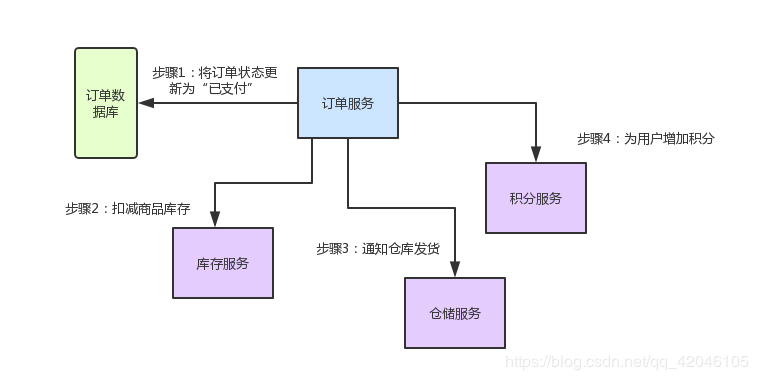 步骤1：将订单状态更
新为“已支付”
订单数
据库
订单服务
步骤4：为用户增加积分
积分服务
步骤2：扣减商品库存
步骤3：通知仓库发货
库存服务
仓储服务
https://blog.csdn.net/qq_42046105